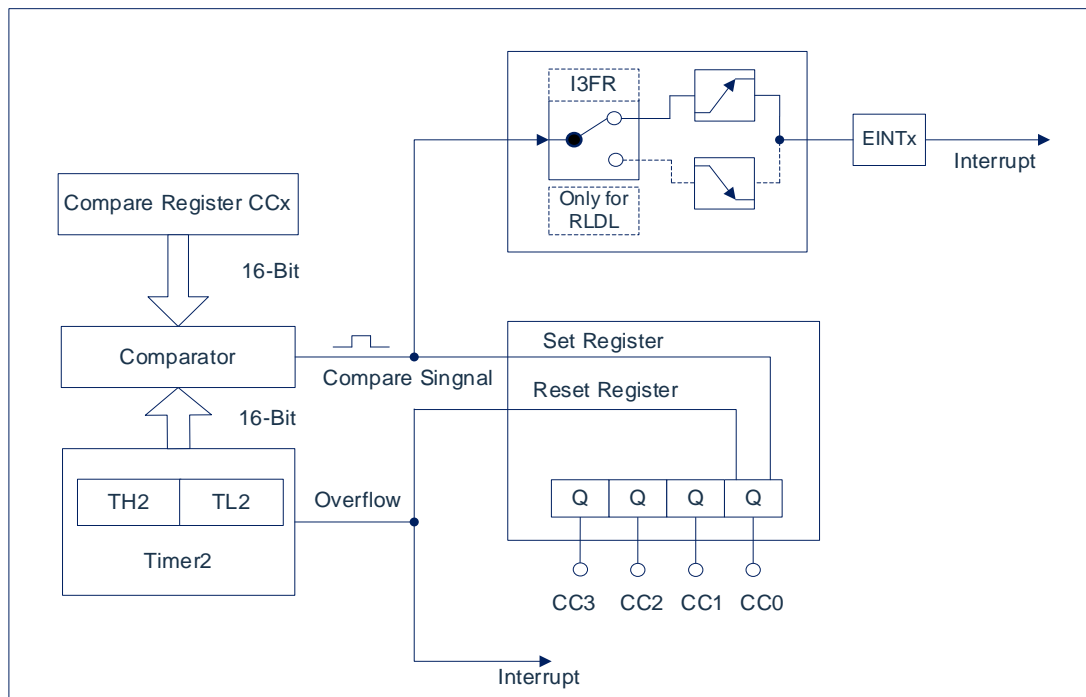 I3FR
Only for
RLDL
EINTx
Interrupt
Compare Register CCx
16-Bit
Comparator
Compare Singnal
16-Bit
TH2
TL2
Timer2
Overflow
Set Register
Reset Register
Q
Q
Q
Q
CC3
CC2
CC1
CC0
Interrupt